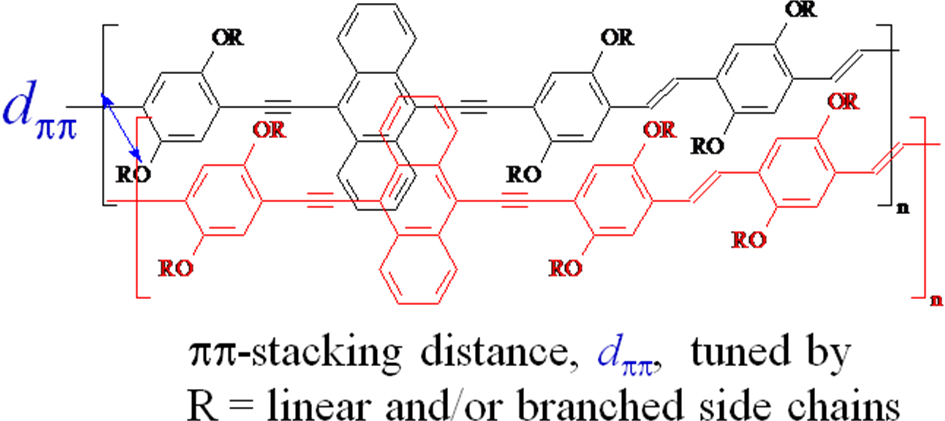 OR OR OR
dππ
OR OR
RO RO RO
n
RO RO RO
n
ππ-stacking distance, dππ, tuned by
R = linear and/or branched side chains